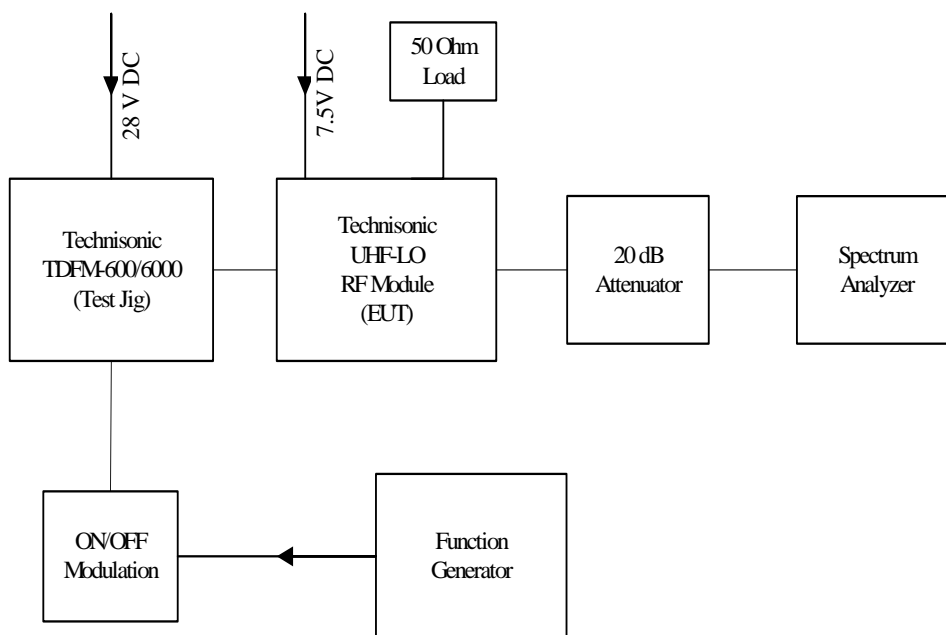 28 V DC
7.5V DC
50 Ohm
Load
Technisonic
TDFM-600/6000
(Test Jig)
Technisonic
UHF-LO
RF Module
(EUT)
20 dB
Attenuator
Spectrum
Analyzer
ON/OFF
Modulation
Function
Generator